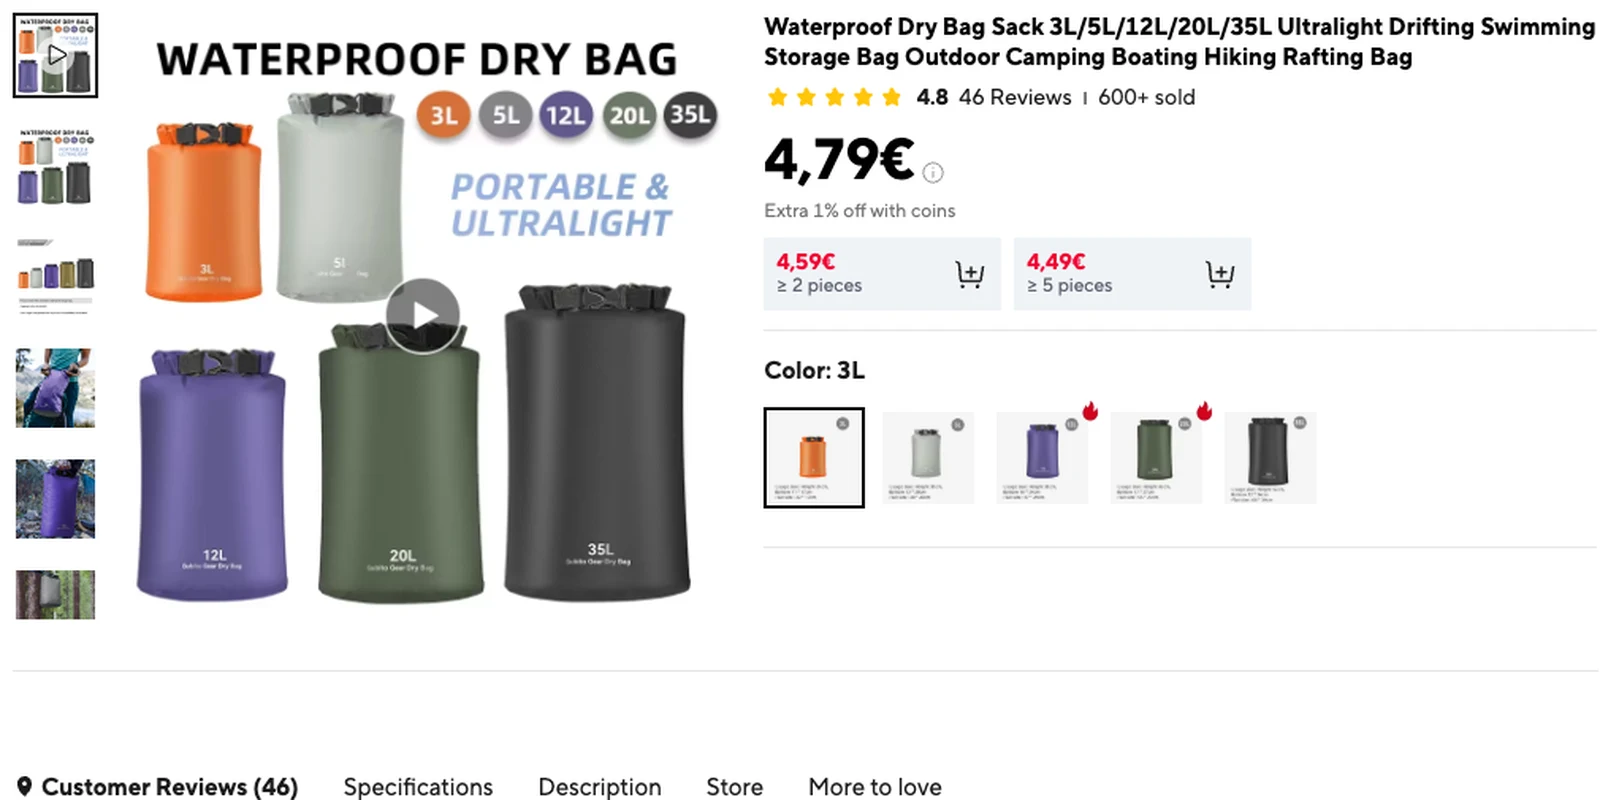 WATERPROOF DRY BAG
3L 5L 12L 20L 35L
PORTABLE &
ULTRALIGHT
3L
5l
12L
20L
35L
Waterproof Dry Bag Sack 3L/5L/12L/20L/35L Ultralight Drifting Swimming
Storage Bag Outdoor Camping Boating Hiking Rafting Bag
4.8 46 Reviews | 600+ sold
4,79€
Extra 1% off with coins
4,59€
≥ 2 pieces
4,49€
≥ 5 pieces
Color: 3L
Customer Reviews (46) Specifications Description Store More to love